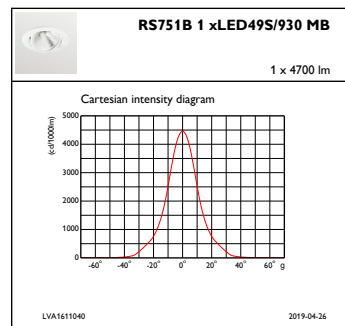 RS751B 1 xLED49S/930 MB
1 x 4700 lm
Cartesian intensity diagram
(cd/1000lm)
5000
4000
3000
2000
1000
0
-60° -40° -20° 0° 20° 40° 60° g
LVA1611040 2019-04-26